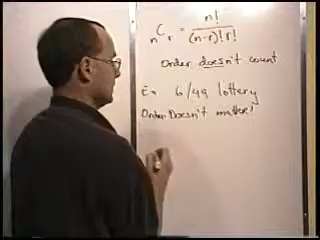 nCr = n! / (n-r)! r!
Order doesn't count
Ex 6/49 lottery
Order Doesn't matter!